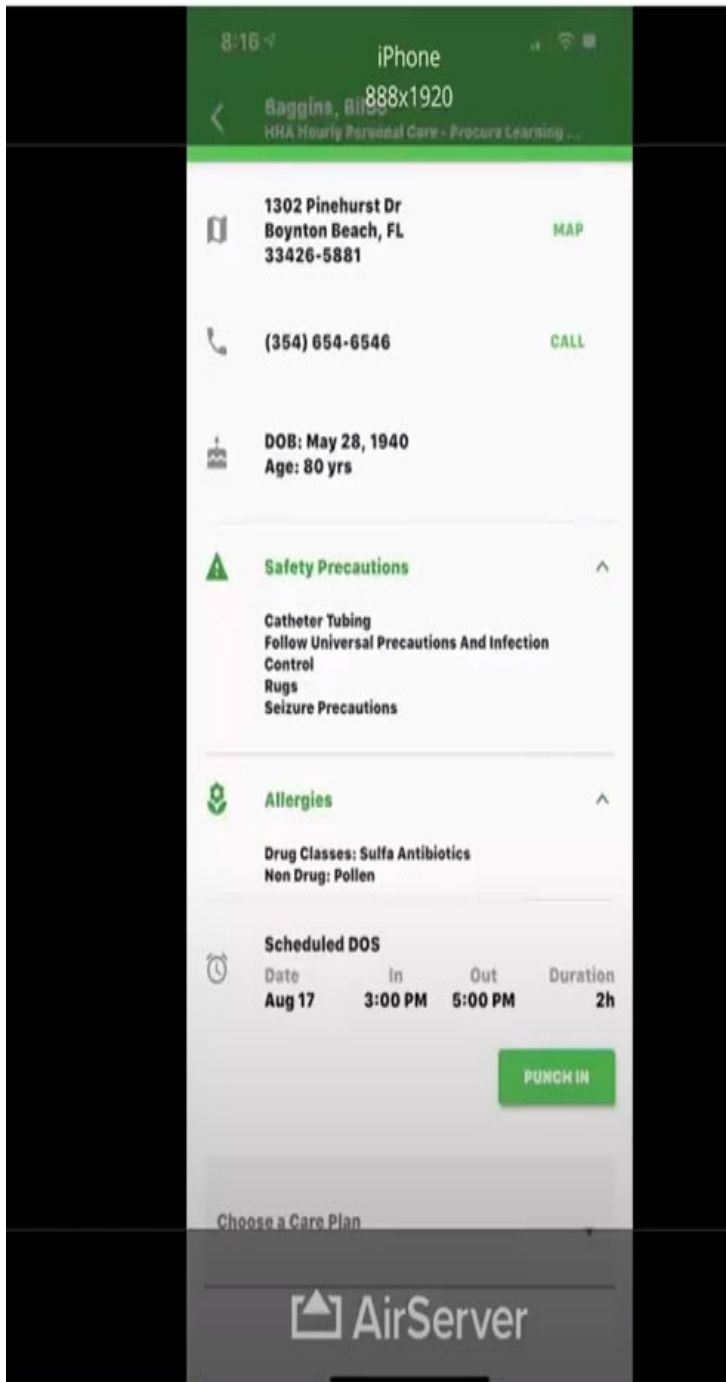 8:16
iPhone
888x1920
Baggins,
HHA Hourly Personal Care - Procura Learning ...
1302 Pinehurst Dr
Boynton Beach, FL
33426-5881
MAP
(354) 654-6546
CALL
DOB: May 28, 1940
Age: 80 yrs
Safety Precautions
Catheter Tubing
Follow Universal Precautions And Infection
Control
Rugs
Seizure Precautions
Allergies
Drug Classes: Sulfa Antibiotics
Non Drug: Pollen
Scheduled DOS
Date In Out Duration
Aug 17 3:00 PM 5:00 PM 2h
PUNCH IN
Choose a Care Plan
AirServer